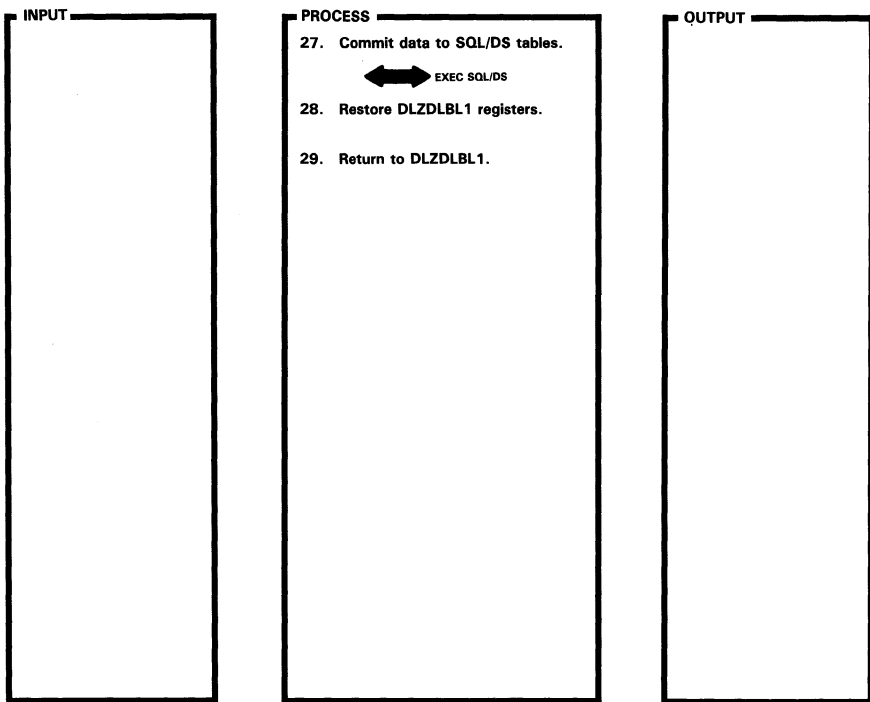 INPUT
PROCESS
27. Commit data to SQL/DS tables.
EXEC SQL/DS
28. Restore DLZDLBL1 registers.
29. Return to DLZDLBL1.
OUTPUT